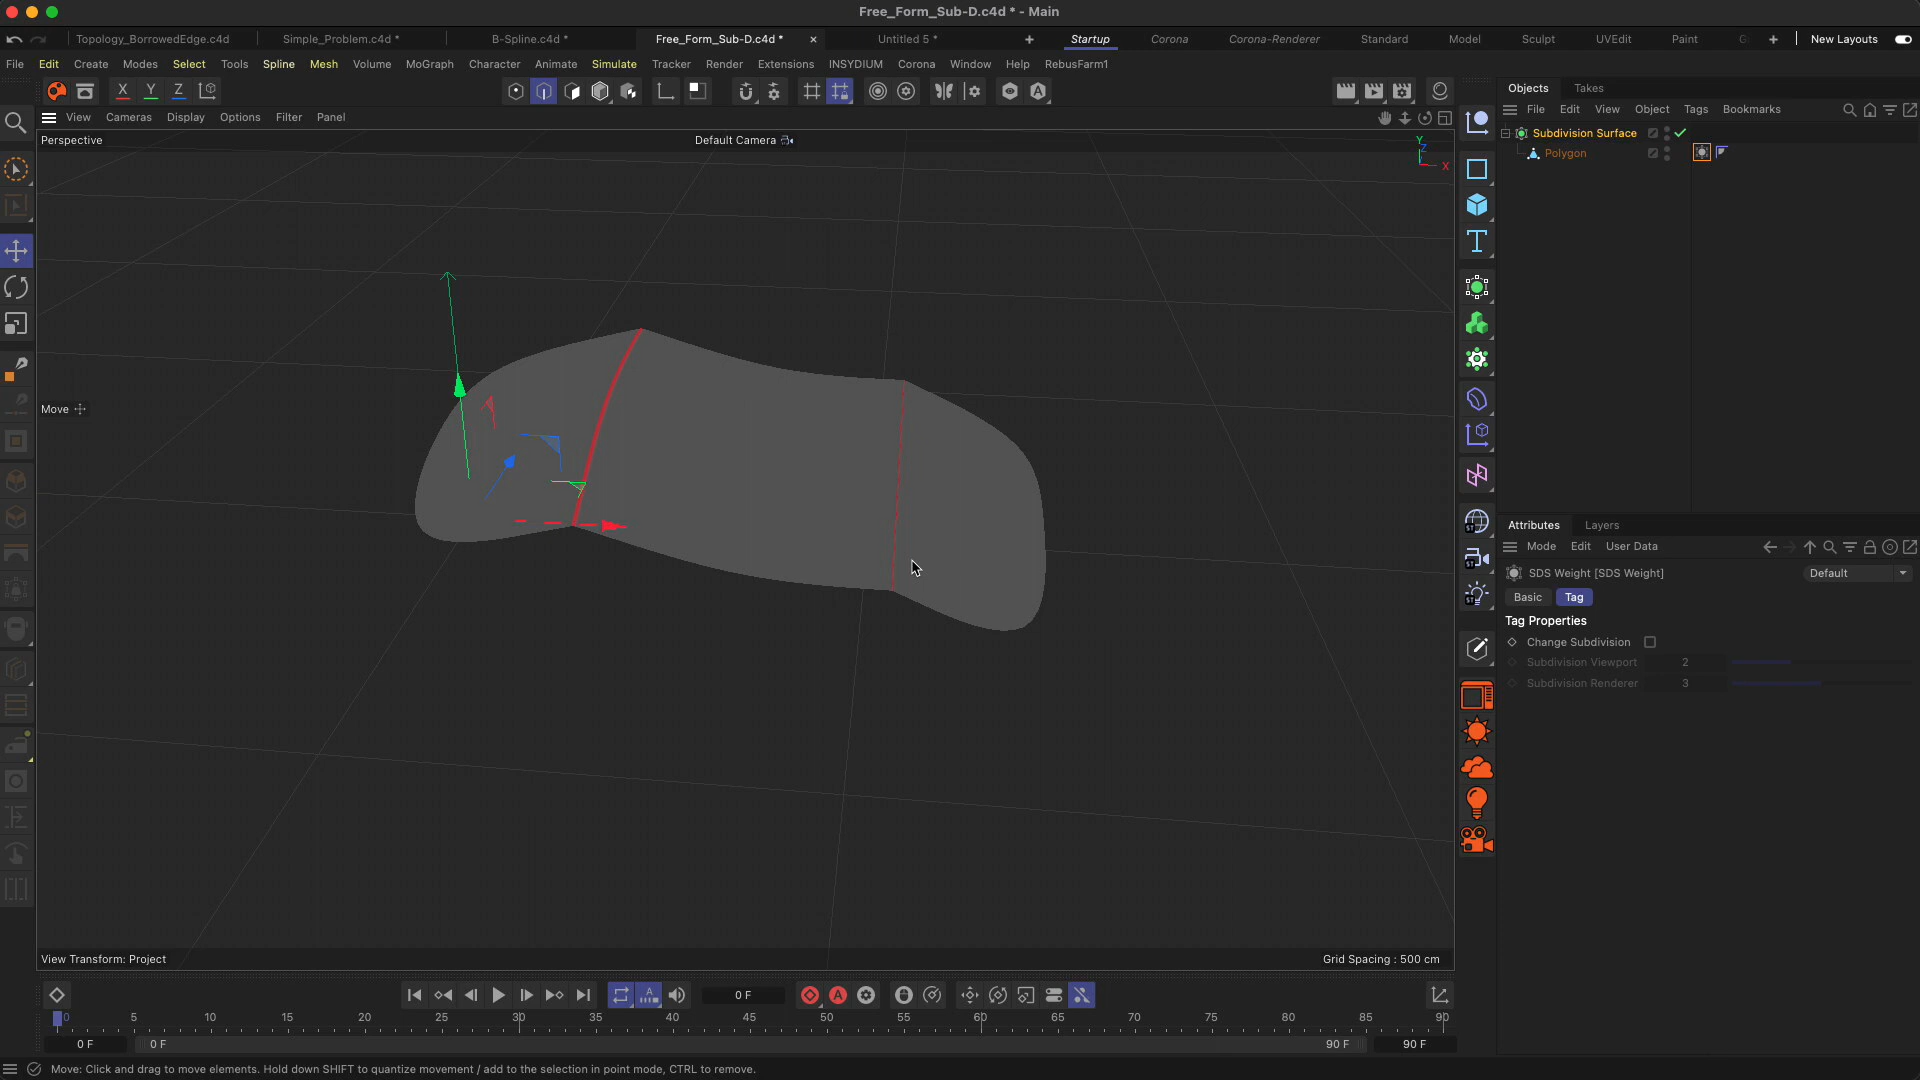 Free_Form_Sub-D.c4d * - Main
Topology_BorrowedEdge.c4d
Simple_Problem.c4d *
B-Spline.c4d *
Free_Form_Sub-D.c4d *
Untitled 5 *
Startup
Corona
Corona-Renderer
Standard
Model
Sculpt
UVEdit
Paint
New Layouts
File Edit Create Modes Select Tools Spline Mesh Volume MoGraph Character Animate Simulate Tracker Render Extensions INSYDIUM Corona Window Help RebusFarm1
X Y Z
View Cameras Display Options Filter Panel
Perspective
Default Camera
Y
Z
X
Move
View Transform: Project
Grid Spacing : 500 cm
Objects Takes
File Edit View Object Tags Bookmarks
Subdivision Surface
Polygon
ST
ST
ST
Attributes Layers
Mode Edit User Data
SDS Weight [SDS Weight]
Default
Basic Tag
Tag Properties
Change Subdivision
Subdivision Viewport 2
Subdivision Renderer 3
A
0 F
A
0 5 10 15 20 25 30 35 40 45 50 55 60 65 70 75 80 85 90
0 F 0 F 90 F 90 F
Move: Click and drag to move elements. Hold down SHIFT to quantize movement / add to the selection in point mode, CTRL to remove.